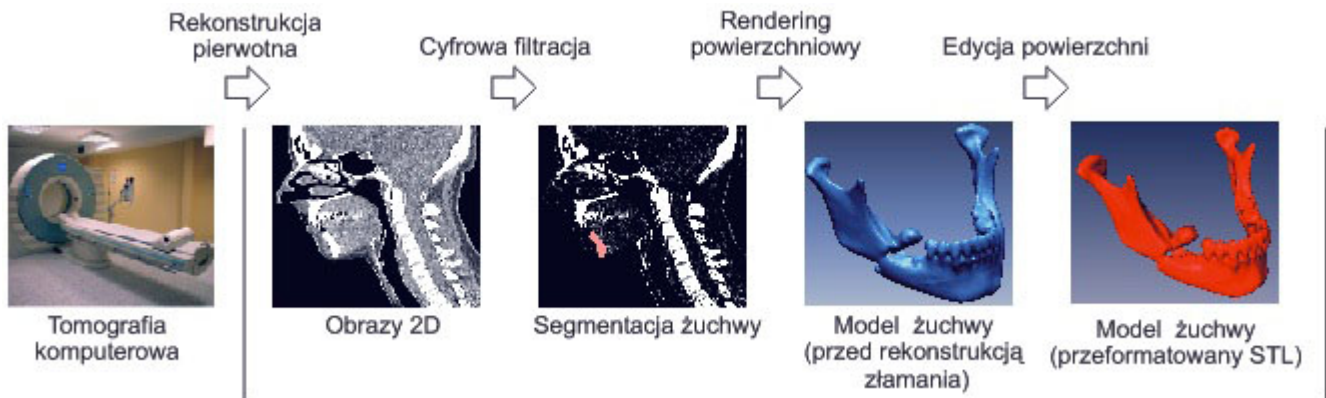 Rekonstrukcja
pierwotna
Cyfrowa filtracja
Rendering
powierzchniowy
Edycja powierzchni
Tomografia
komputerowa
Obrazy 2D
Segmentacja żuchwy
Model żuchwy
(przed rekonstrukcją
złamania)
Model żuchwy
(przeformatowany STL)